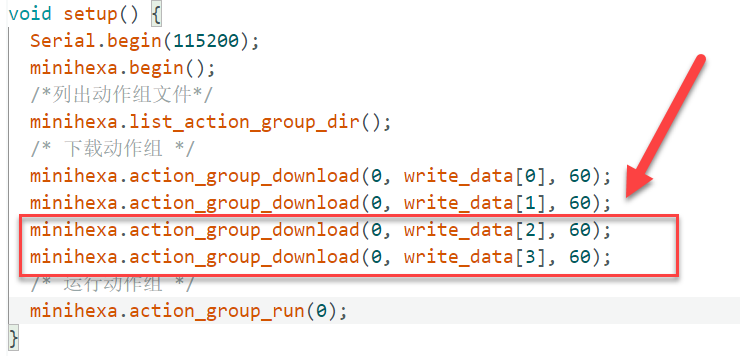 void setup() {
  Serial.begin(115200);
  minihexa.begin();
  /*列出动作组文件*/
  minihexa.list_action_group_dir();
  /* 下载动作组 */
  minihexa.action_group_download(0, write_data[0], 60);
  minihexa.action_group_download(0, write_data[1], 60);
  minihexa.action_group_download(0, write_data[2], 60);
  minihexa.action_group_download(0, write_data[3], 60);
  /* 运行动作组 */
  minihexa.action_group_run(0);
}